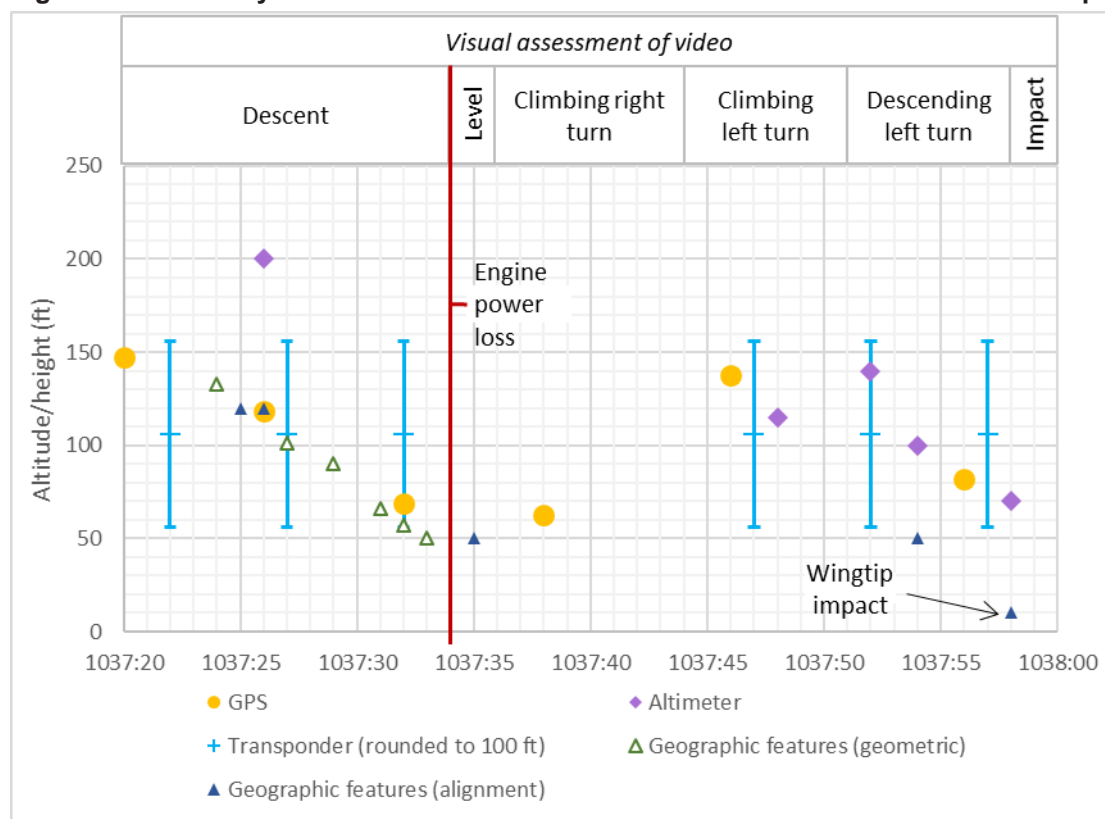 Visual assessment of video
Descent
Level
Climbing right
turn
Climbing
left turn
Descending
left turn
Impact
250
200
150
100
50
0
Altitude/height (ft)
Engine
power
loss
Wingtip
impact
1037:20
1037:25
1037:30
1037:35
1037:40
1037:45
1037:50
1037:55
1038:00
GPS
Altimeter
Transponder (rounded to 100 ft)
Geographic features (geometric)
Geographic features (alignment)